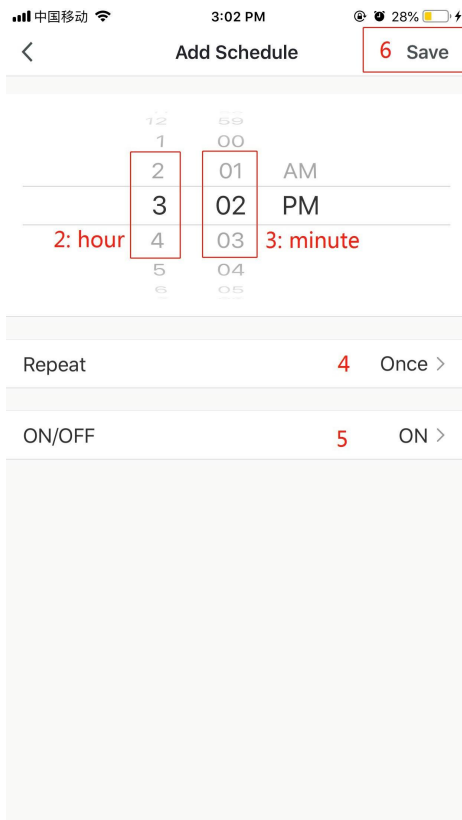 中国移动 3:02 PM 28%
Add Schedule 6 Save
12 59
1 00
2 01 AM
3 02 PM
2: hour 4 03 3: minute
5 04
6 05
Repeat 4 Once
ON/OFF 5 ON